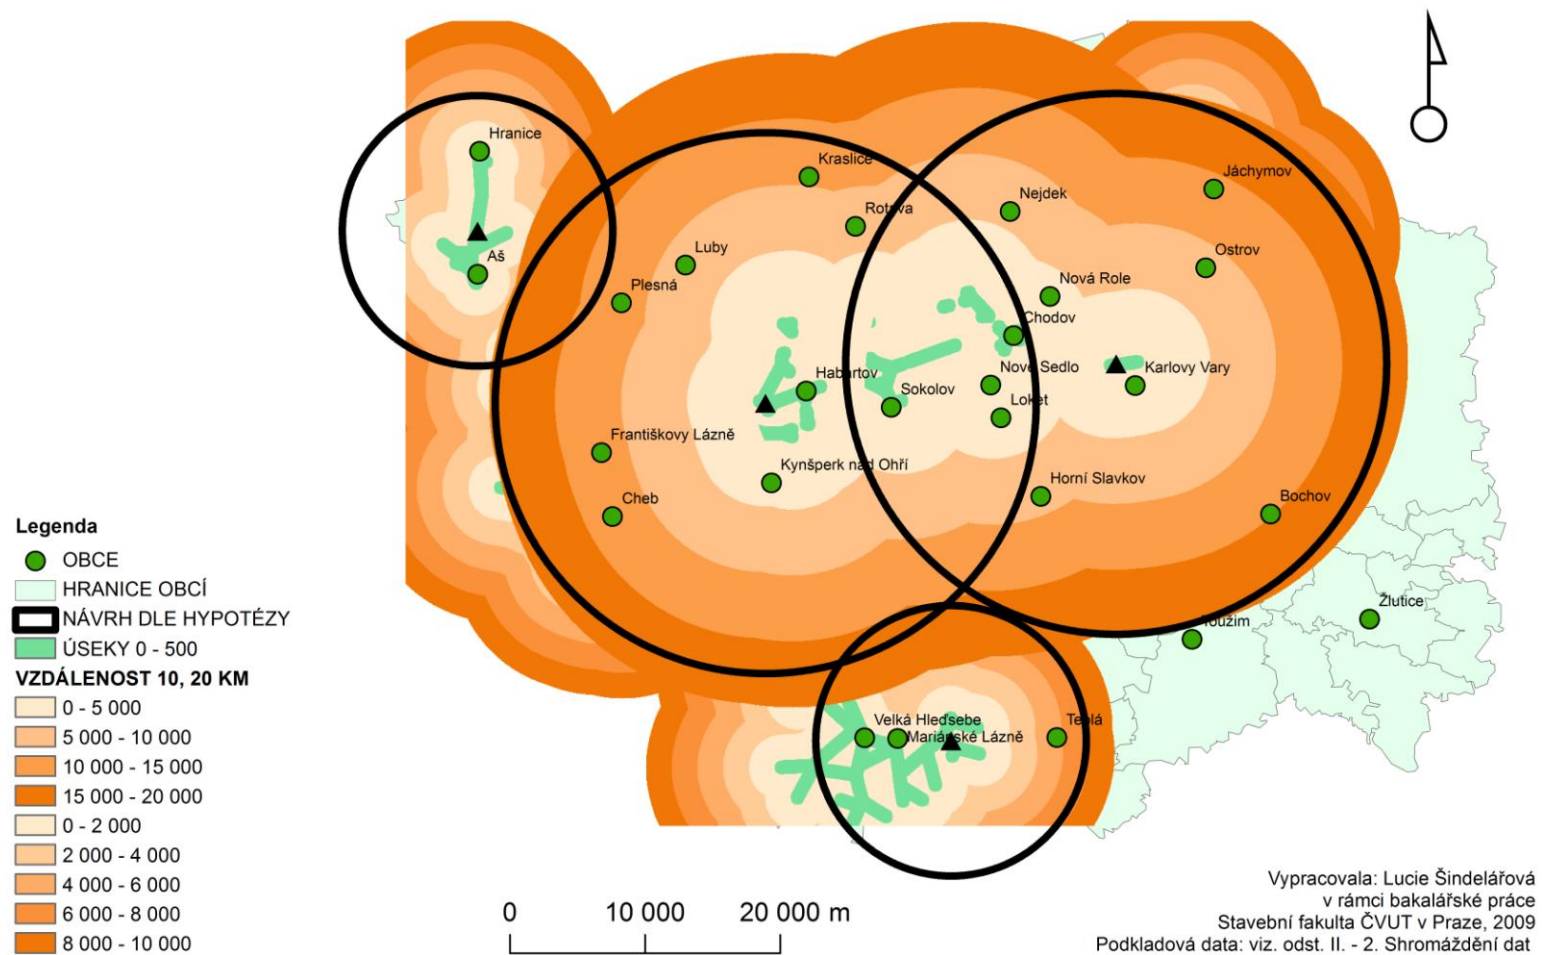 Hranice
Aš
Kraslice
Rotava
Luby
Plesná
Nejdek
Jáchymov
Ostrov
Nová Role
Chodov
Nové Sedlo
Karlovy Vary
Loket
Habartov
Sokolov
Františkovy Lázně
Kynšperk nad Ohří
Cheb
Horní Slavkov
Bochov
Žlutice
oužim
Velká Hleďsebe
Mariánské Lázně
Teplá
Legenda
OBCE
HRANICE OBCÍ
NÁVRH DLE HYPOTÉZY
ÚSEKY 0 - 500
VZDÁLENOST 10, 20 KM
0 - 5 000
5 000 - 10 000
10 000 - 15 000
15 000 - 20 000
0 - 2 000
2 000 - 4 000
4 000 - 6 000
6 000 - 8 000
8 000 - 10 000
0 10 000 20 000 m
Vypracovala: Lucie Šindelářová
v rámci bakalářské práce
Stavební fakulta ČVUT v Praze, 2009
Podkladová data: viz. odst. II. - 2. Shromáždění dat